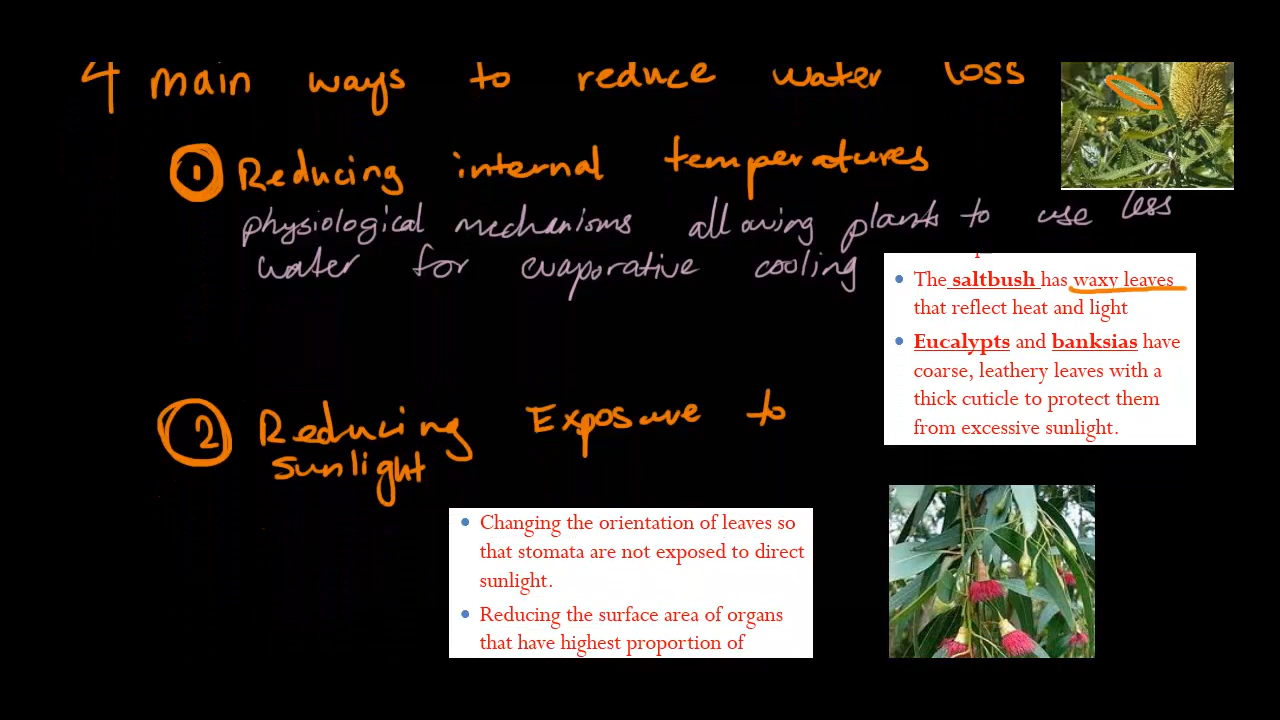 4 main ways to reduce water loss
1 Reducing internal temperatures
physiological mechanisms allowing plants to use less
water for evaporative cooling
• The saltbush has waxy leaves
that reflect heat and light
• Eucalypts and banksias have
coarse, leathery leaves with a
thick cuticle to protect them
from excessive sunlight.
2 Reducing Exposure to
sunlight
• Changing the orientation of leaves so
that stomata are not exposed to direct
sunlight.
• Reducing the surface area of organs
that have highest proportion of